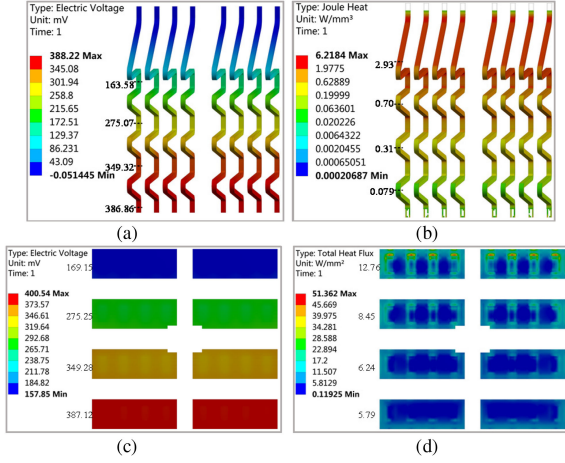 Type: Electric Voltage
Unit: mV
Time: 1
388.22 Max
345.08
301.94
258.8
215.65
172.51
129.37
86.231
43.09
-0.051445 Min
163.58
275.07
349.32
386.86
(a)
Type: Joule Heat
Unit: W/mm³
Time: 1
6.2184 Max
1.9775
0.62889
0.19999
0.063601
0.020226
0.0064322
0.0020455
0.00065051
0.00020687 Min
2.93
0.70
0.31
0.079
(b)
Type: Electric Voltage
Unit: mV
Time: 1
400.54 Max
373.57
346.61
319.64
292.68
265.71
238.75
211.78
184.82
157.85 Min
169.15
275.25
349.28
387.12
(c)
Type: Total Heat Flux
Unit: W/mm²
Time: 1
51.362 Max
45.669
39.975
34.281
28.588
22.894
17.2
11.507
5.8129
0.11925 Min
12.76
8.45
6.24
5.79
(d)